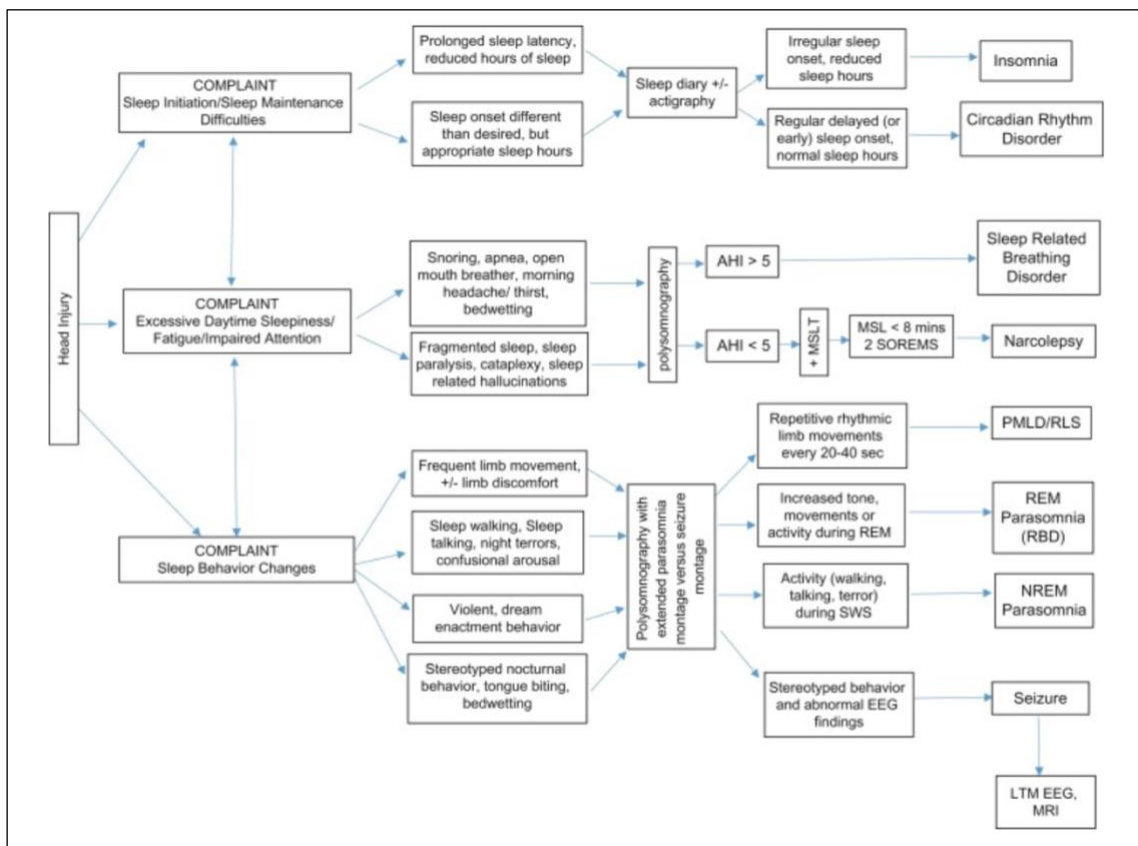 Head Injury
COMPLAINT
Sleep Initiation/Sleep Maintenance
Difficulties
Prolonged sleep latency,
reduced hours of sleep
Sleep onset different
than desired, but
appropriate sleep hours
Sleep diary +/-
actigraphy
Irregular sleep
onset, reduced
sleep hours
Insomnia
Regular delayed (or
early) sleep onset,
normal sleep hours
Circadian Rhythm
Disorder
COMPLAINT
Excessive Daytime Sleepiness/
Fatigue/Impaired Attention
Snoring, apnea, open
mouth breather, morning
headache/ thirst,
bedwetting
Fragmented sleep, sleep
paralysis, cataplexy, sleep
related hallucinations
polysomnography
AHI > 5
Sleep Related
Breathing
Disorder
AHI < 5
+ MSLT
MSL < 8 mins
2 SOREMS
Narcolepsy
COMPLAINT
Sleep Behavior Changes
Frequent limb movement,
+/- limb discomfort
Sleep walking, Sleep
talking, night terrors,
confusional arousal
Violent, dream
enactment behavior
Stereotyped nocturnal
behavior, tongue biting,
bedwetting
Polysomnography with
extended parasomnia
montage versus seizure
montage
Repetitive rhythmic
limb movements
every 20-40 sec
PMLD/RLS
Increased tone,
movements or
activity during REM
REM
Parasomnia
(RBD)
Activity (walking,
talking, terror)
during SWS
NREM
Parasomnia
Stereotyped behavior
and abnormal EEG
findings
Seizure
LTM EEG,
MRI